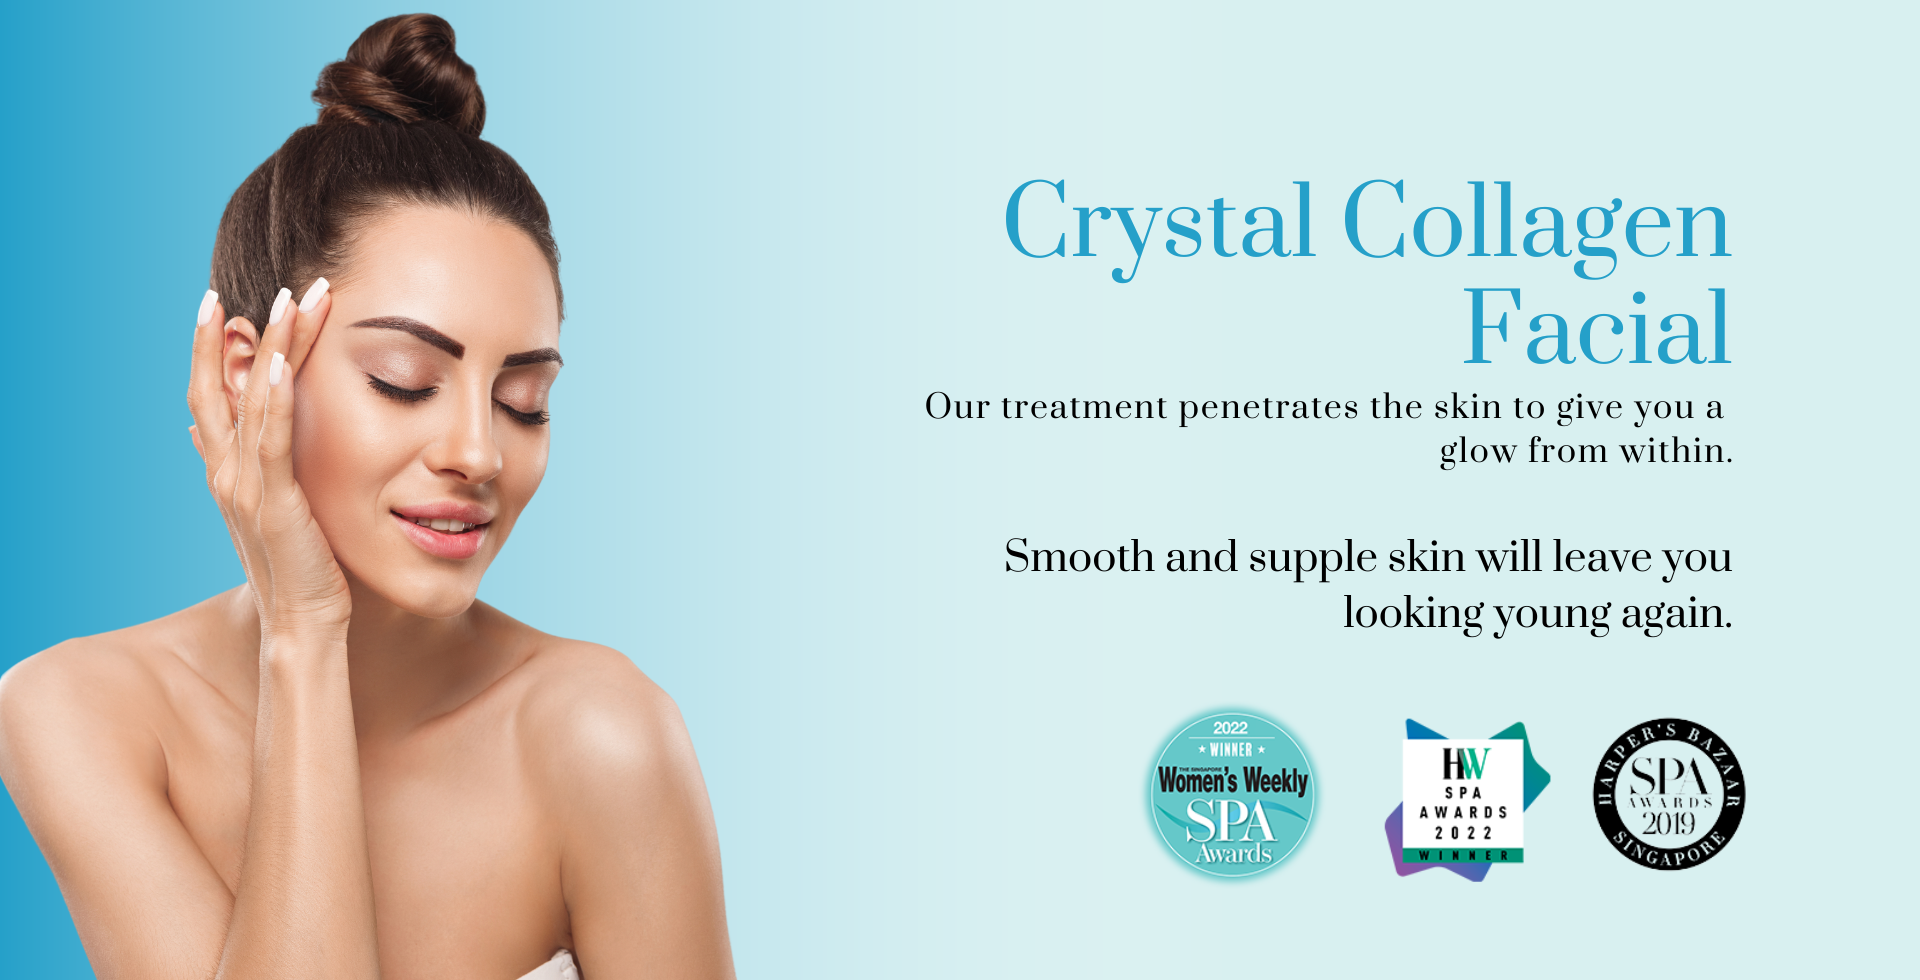 Crystal Collagen
Facial
Our treatment penetrates the skin to give you a
glow from within.
Smooth and supple skin will leave you
looking young again.
2022
★ WINNER ★
THE SINGAPORE
Women's Weekly
SPA
Awards
HW
SPA
AWARDS
2022
WINNER
HARPER'S BAZAAR
SPA
AWARDS
2019
SINGAPORE